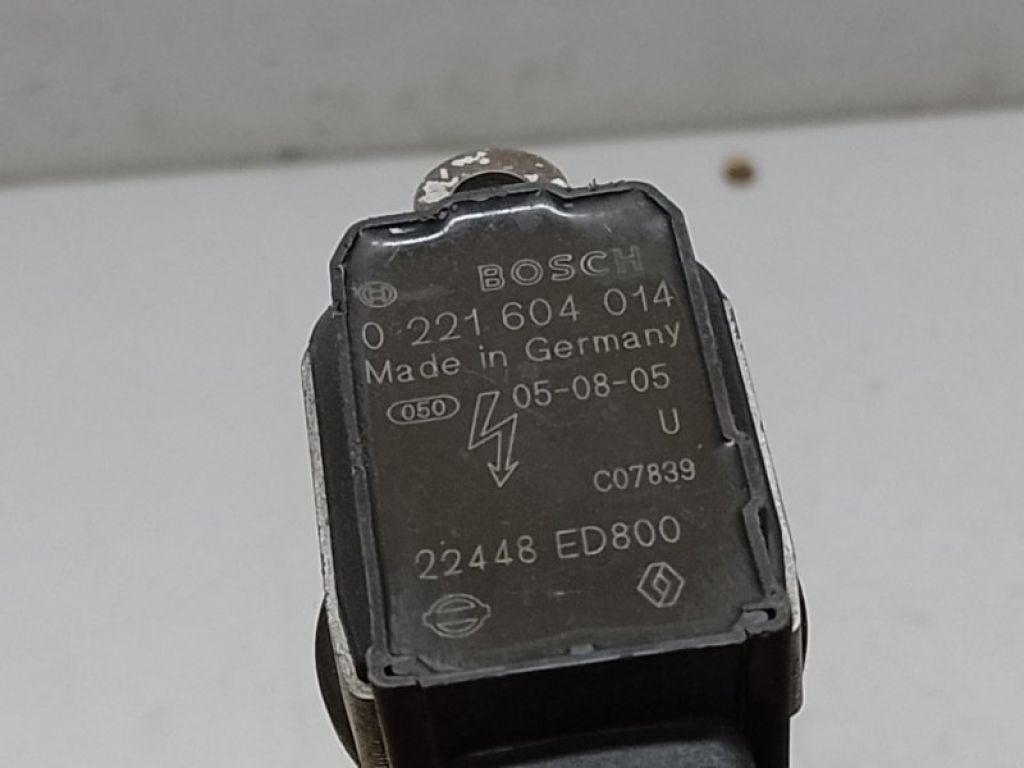 BOSCH
0 221 604 014
Made in Germany
050 05-08-05
U
C07839
22448 ED800